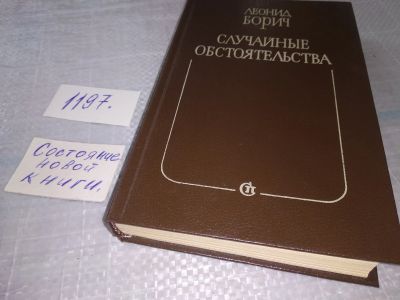 ЛЕОНИД
БОРИЧ
СЛУЧАЙНЫЕ
ОБСТОЯТЕЛЬСТВА
1197.
Состояние
новой
книги.